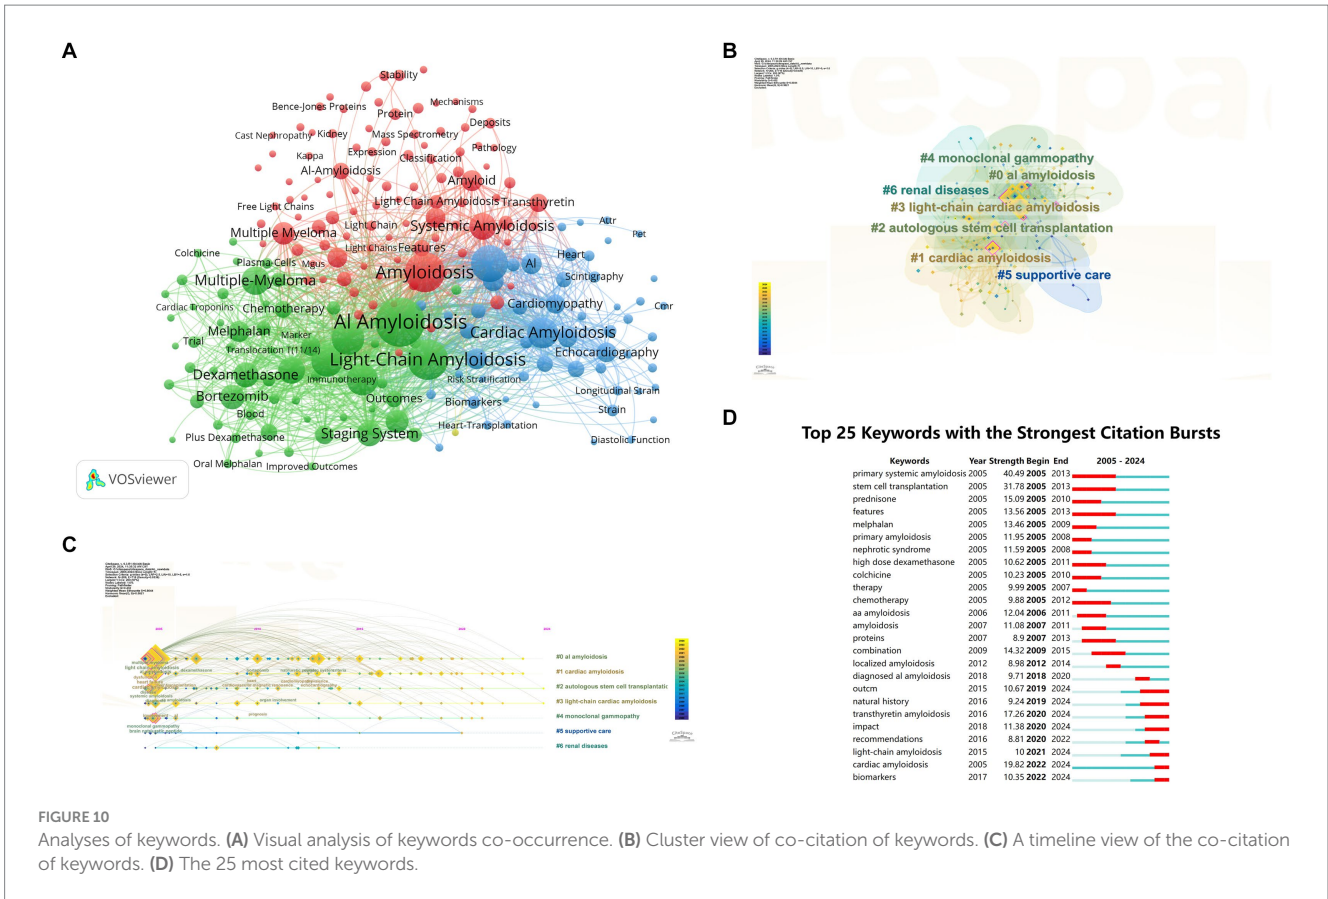 A
Stability
Bence-Jones Proteins
Mechanisms
Protein
Deposits
Cast Nephropathy
Kidney
Mass Spectrometry
Pathology
Kappa
Expression
Classification
Al-Amyloidosis
Amyloid
Free Light Chains
Light Chain Amyloidosis
Transthyretin
Multiple Myeloma
Light Chain
Systemic Amyloidosis
Attr
Pet
Colchicine
Light Chains
Features
Heart
Plasma-Cells
Mgus
Amyloidosis
Al
Scintigraphy
Multiple-Myeloma
Cardiac Troponins
Chemotherapy
Cardiomyopathy
Cmr
Melphalan
Marker
Al Amyloidosis
Cardiac Amyloidosis
Trial
Translocation T(11/14)
Light-Chain Amyloidosis
Echocardiography
Dexamethasone
Immunotherapy
Risk Stratification
Longitudinal Strain
Bortezomib
Outcomes
Biomarkers
Strain
Blood
Plus Dexamethasone
Staging System
Heart-Transplantation
Diastolic Function
Oral Melphalan
Improved Outcomes
VOSviewer
B
#4 monoclonal gammopathy
#0 al amyloidosis
#6 renal diseases
#3 light-chain cardiac amyloidosis
#2 autologous stem cell transplantation
#1 cardiac amyloidosis
#5 supportive care
C
#0 al amyloidosis
#1 cardiac amyloidosis
#2 autologous stem cell transplantatic
#3 light-chain cardiac amyloidosis
#4 monoclonal gammopathy
#5 supportive care
#6 renal diseases
D
Top 25 Keywords with the Strongest Citation Bursts
Keywords Year Strength Begin End 2005 - 2024
primary systemic amyloidosis 2005 40.49 2005 2013
stem cell transplantation 2005 31.78 2005 2013
prednisone 2005 15.09 2005 2010
features 2005 13.56 2005 2013
melphalan 2005 13.46 2005 2009
primary amyloidosis 2005 11.95 2005 2008
nephrotic syndrome 2005 11.59 2005 2008
high dose dexamethasone 2005 10.62 2005 2011
colchicine 2005 10.23 2005 2010
therapy 2005 9.99 2005 2007
chemotherapy 2005 9.88 2005 2012
aa amyloidosis 2006 12.04 2006 2011
amyloidosis 2007 11.08 2007 2011
proteins 2007 8.9 2007 2013
combination 2009 14.32 2009 2015
localized amyloidosis 2012 8.98 2012 2014
diagnosed al amyloidosis 2018 9.71 2018 2020
outcm 2015 10.67 2019 2024
natural history 2016 9.24 2019 2024
transthyretin amyloidosis 2016 17.26 2020 2024
impact 2018 11.38 2020 2024
recommendations 2016 8.81 2020 2022
light-chain amyloidosis 2015 10 2021 2024
cardiac amyloidosis 2005 19.82 2022 2024
biomarkers 2017 10.35 2022 2024
FIGURE 10
Analyses of keywords. (A) Visual analysis of keywords co-occurrence. (B) Cluster view of co-citation of keywords. (C) A timeline view of the co-citation
of keywords. (D) The 25 most cited keywords.